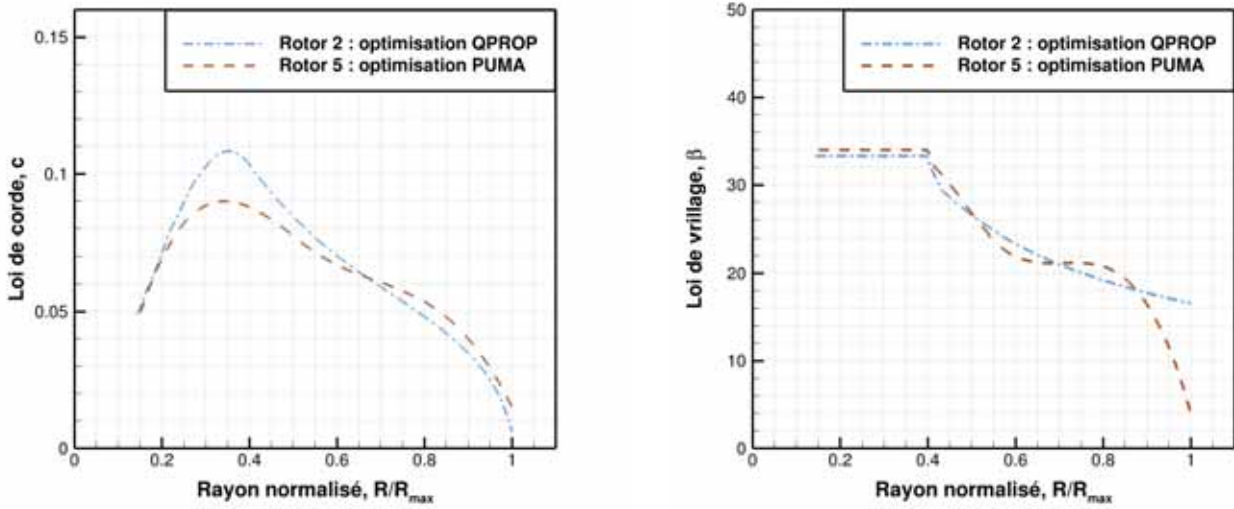 Rotor 2 : optimisation QPROP
Rotor 5 : optimisation PUMA
0.15
0.1
0.05
0
Loi de corde, c
0 0.2 0.4 0.6 0.8 1
Rayon normalisé, R/Rmax
Rotor 2 : optimisation QPROP
Rotor 5 : optimisation PUMA
50
40
30
20
10
0
Loi de vrillage, β
0 0.2 0.4 0.6 0.8 1
Rayon normalisé, R/Rmax